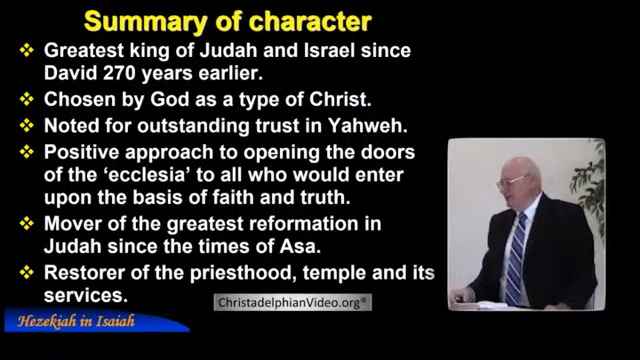 Summary of character
❖ Greatest king of Judah and Israel since
David 270 years earlier.
❖ Chosen by God as a type of Christ.
❖ Noted for outstanding trust in Yahweh.
❖ Positive approach to opening the doors
of the ‘ecclesia’ to all who would enter
upon the basis of faith and truth.
❖ Mover of the greatest reformation in
Judah since the times of Asa.
❖ Restorer of the priesthood, temple and its
services.
ChristadelphianVideo.org®
Hezekiah in Isaiah